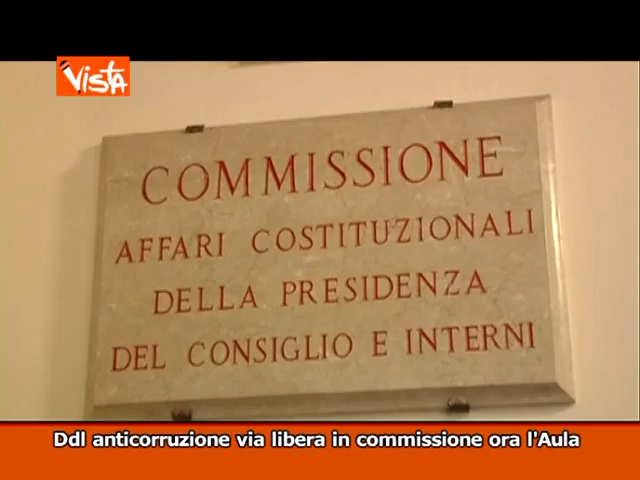 VISTA
COMMISSIONE
AFFARI COSTITUZIONALI
DELLA PRESIDENZA
DEL CONSIGLIO E INTERNI
Ddl anticorruzione via libera in commissione ora l'Aula